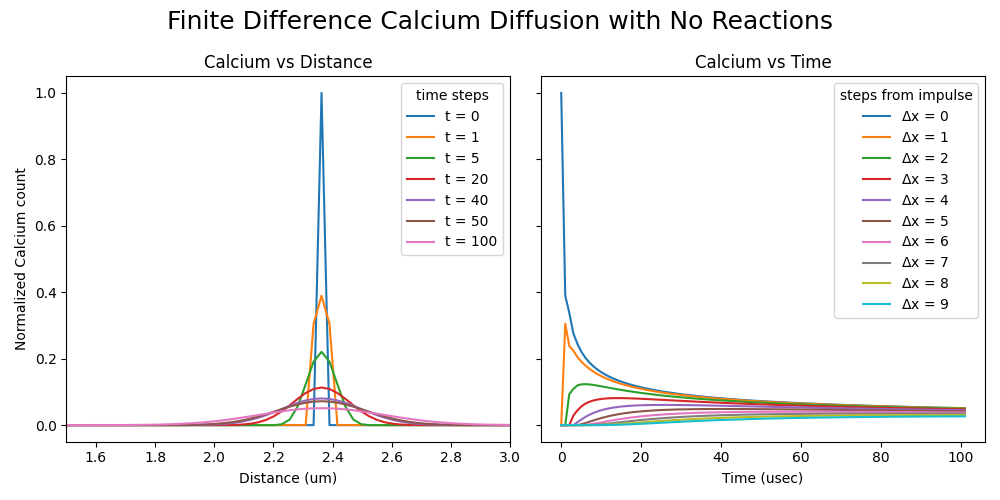 Finite Difference Calcium Diffusion with No Reactions
Calcium vs Distance
Normalized Calcium count
1.0
0.8
0.6
0.4
0.2
0.0
time steps
t = 0
t = 1
t = 5
t = 20
t = 40
t = 50
t = 100
1.6 1.8 2.0 2.2 2.4 2.6 2.8 3.0
Distance (um)
Calcium vs Time
steps from impulse
Δx = 0
Δx = 1
Δx = 2
Δx = 3
Δx = 4
Δx = 5
Δx = 6
Δx = 7
Δx = 8
Δx = 9
0 20 40 60 80 100
Time (usec)